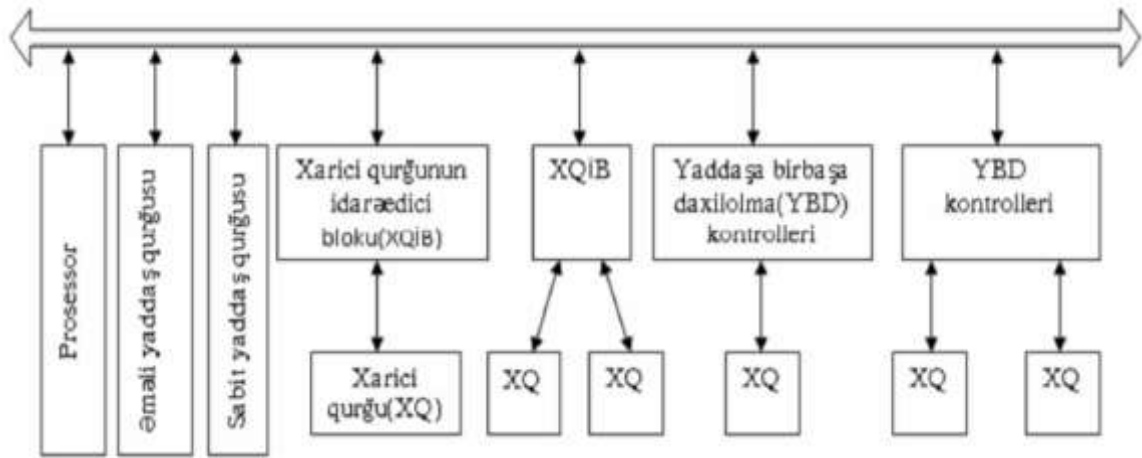 Prosessor
Əməli yaddaş qurğusu
Sabit yaddaş qurğusu
Xarici qurğunun
idarəedici
bloku(XQİB)
XQİB
Yaddaşa birbaşa
daxilolma(YBD)
kontrolleri
YBD
kontrolleri
Xarici
qurğu(XQ)
XQ
XQ
XQ
XQ
XQ